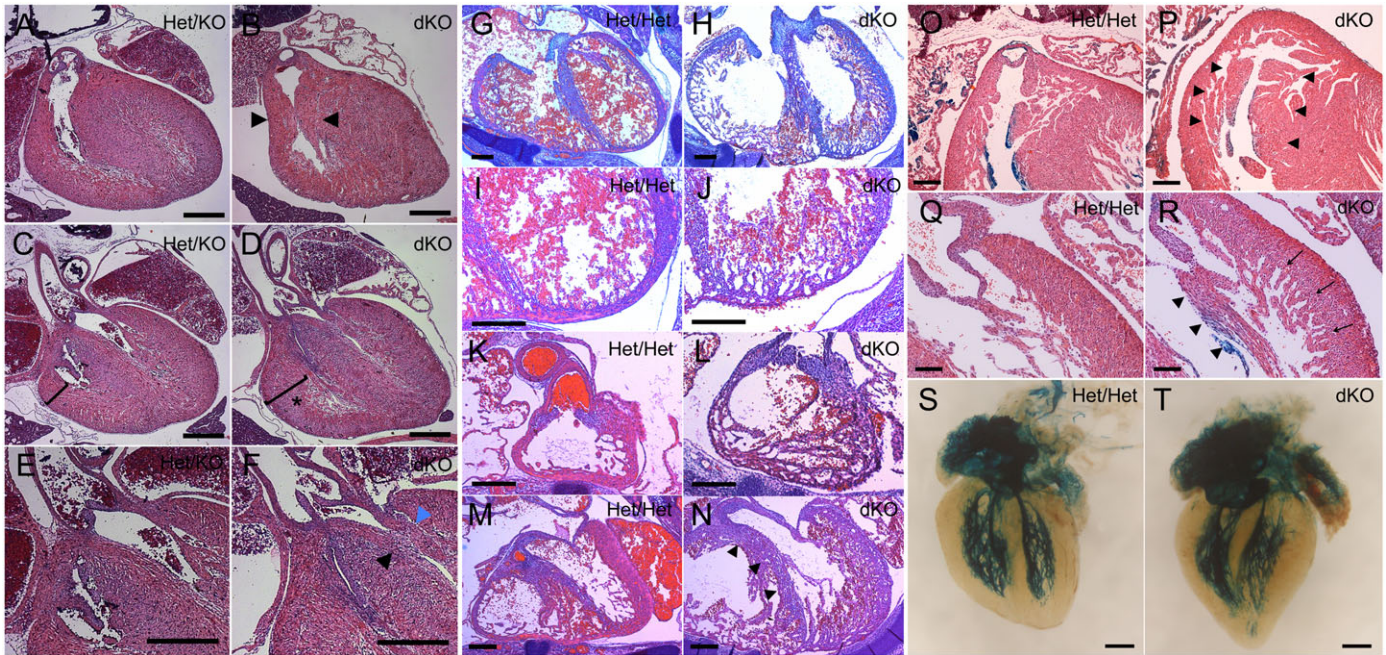 A Het/KO
B dKO
G Het/Het
H dKO
O Het/Het
P dKO
I Het/Het
J dKO
C Het/KO
D dKO
*
Q Het/Het
R dKO
K Het/Het
L dKO
S Het/Het
T dKO
E Het/KO
F dKO
M Het/Het
N dKO